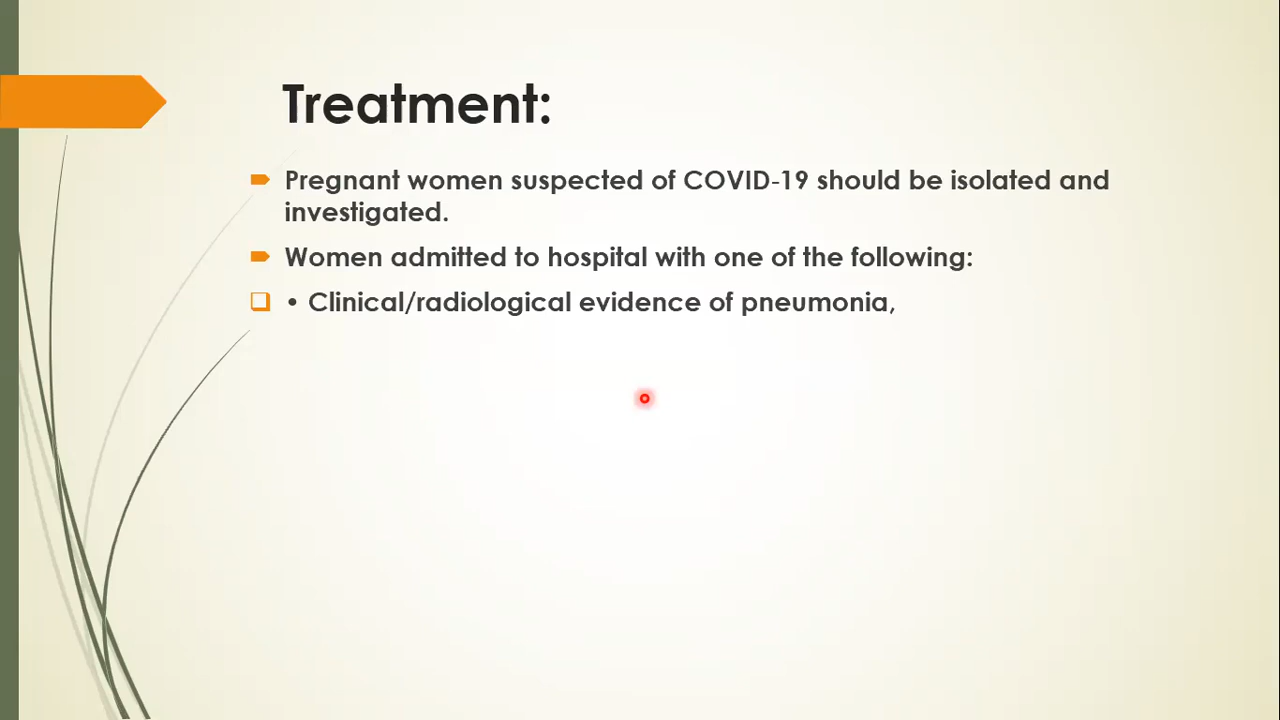 Treatment:
Pregnant women suspected of COVID-19 should be isolated and
investigated.
Women admitted to hospital with one of the following:
• Clinical/radiological evidence of pneumonia,